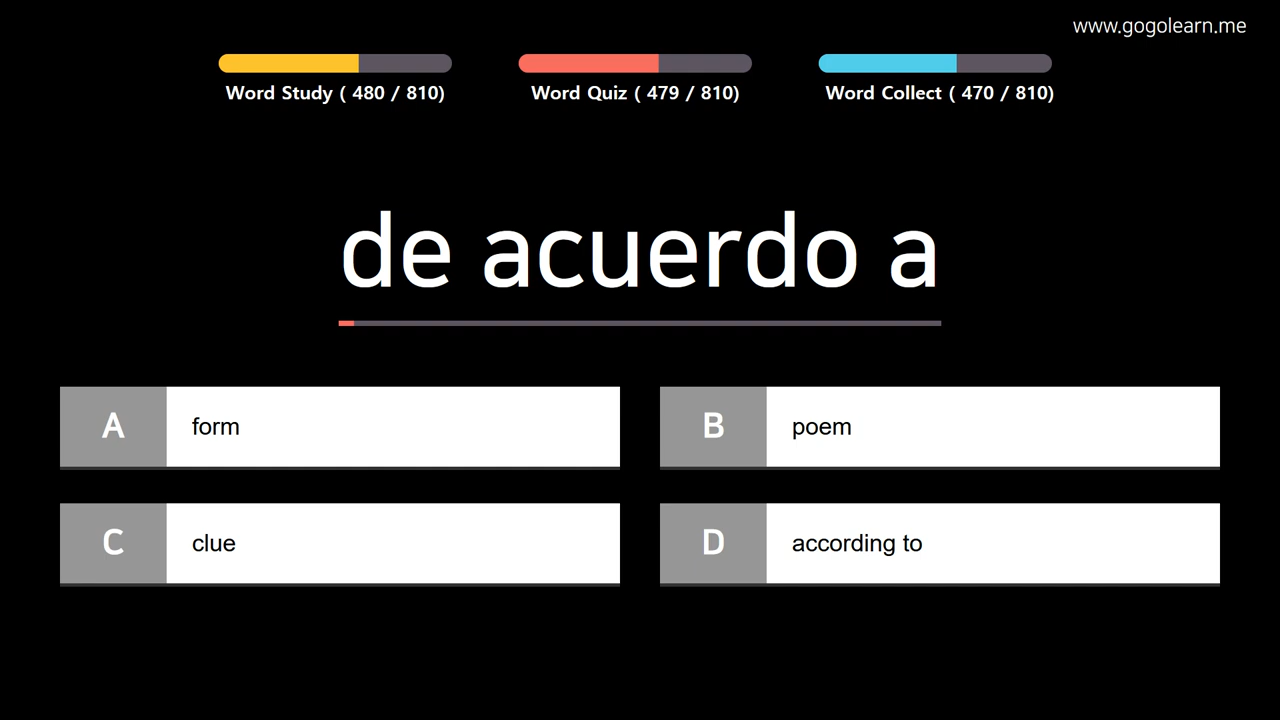 www.gogolearn.me
Word Study ( 480 / 810)
Word Quiz ( 479 / 810)
Word Collect ( 470 / 810)
de acuerdo a
A form
B poem
C clue
D according to